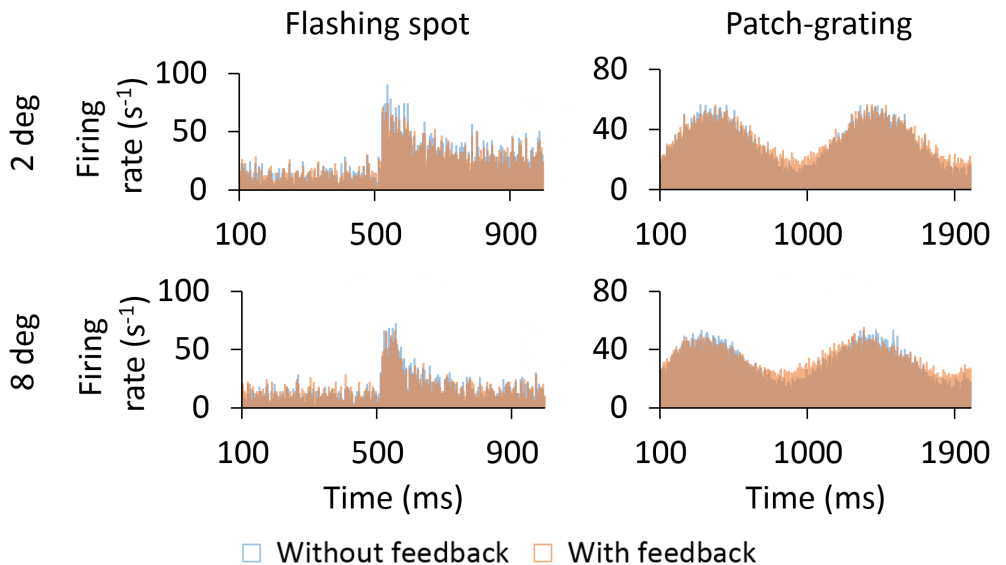 Flashing spot
Patch-grating
2 deg
Firing
rate (s⁻¹)
100
50
0
100 500 900
80
40
0
100 1000 1900
8 deg
Firing
rate (s⁻¹)
100
50
0
100 500 900
Time (ms)
80
40
0
100 1000 1900
Time (ms)
Without feedback
With feedback